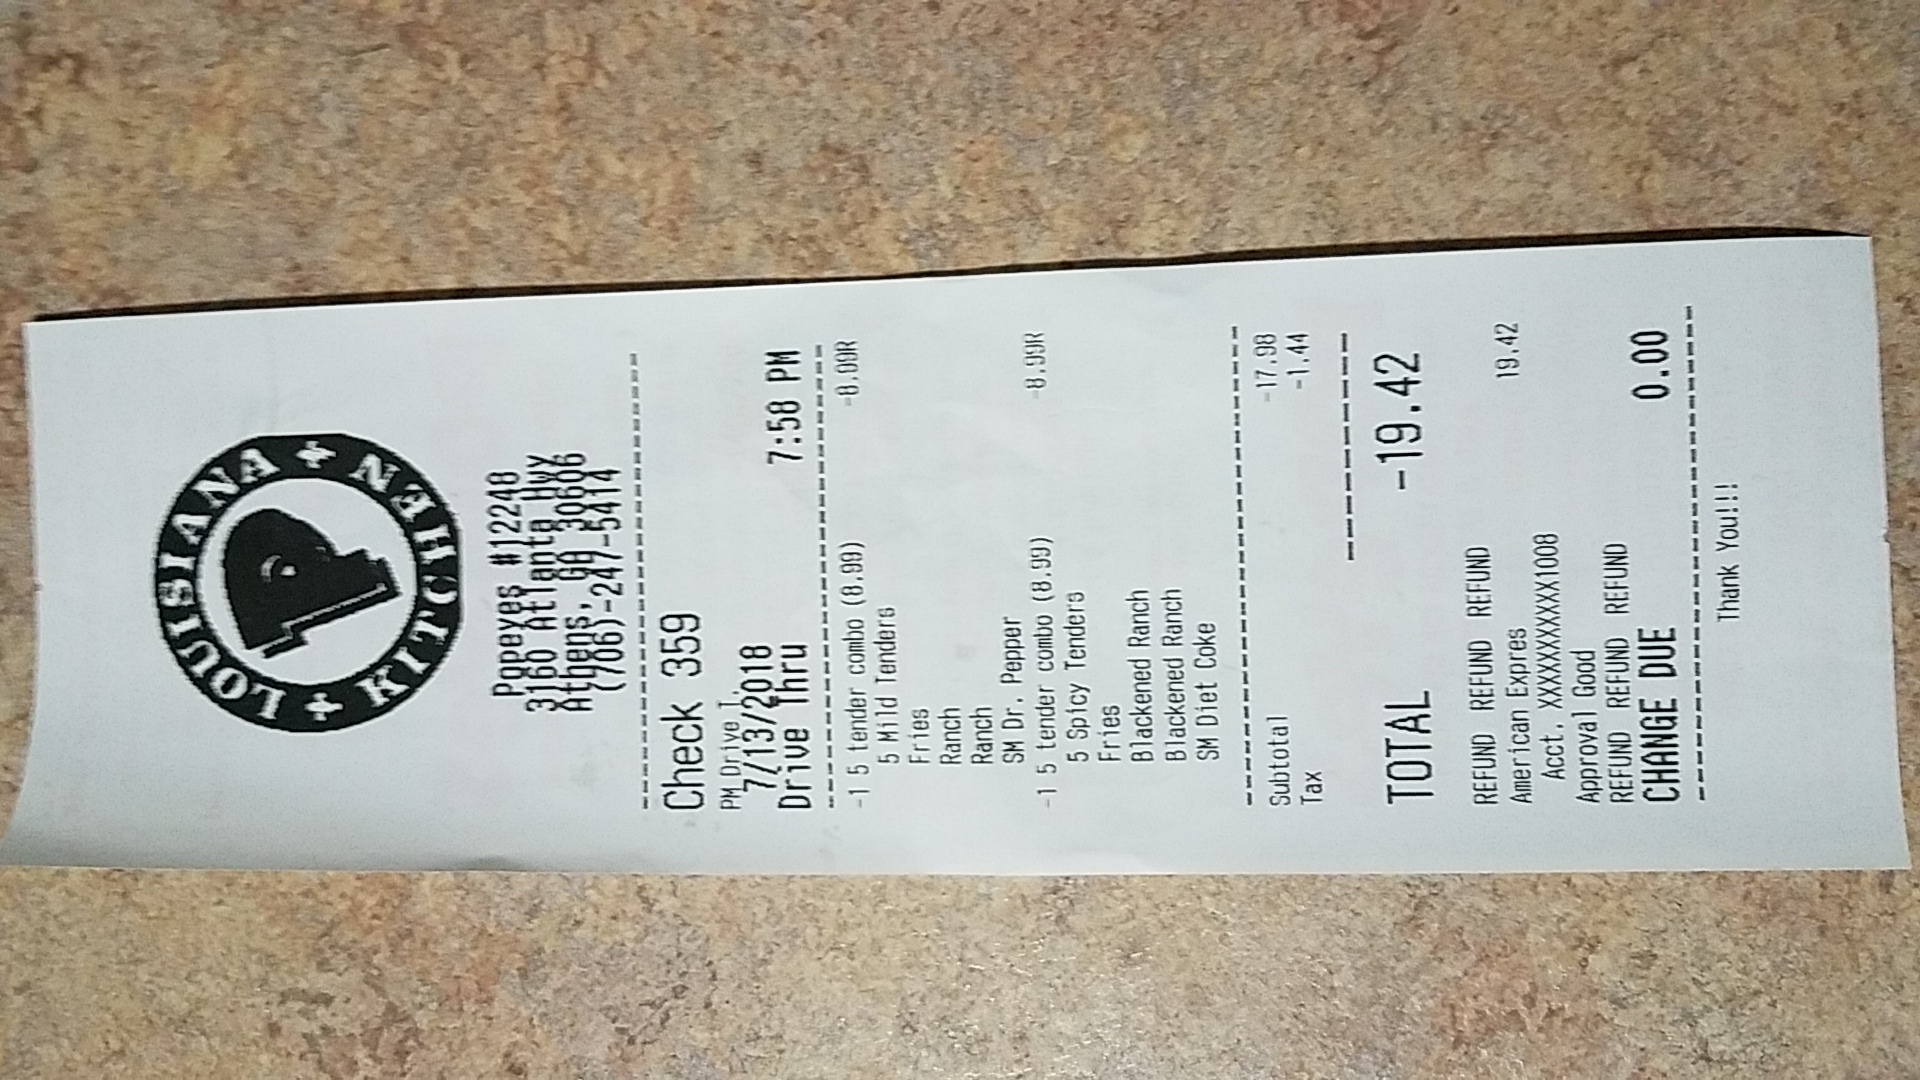 LOUISIANA
KITCHEN
Popeyes #12248
3160 Atlanta Hwy
Athens, GA 30606
(706)-247-5414
Check 359
PM Drive T.
7/13/2018 7:58 PM
Drive Thru
-1 5 tender combo (8.99) -8.99R
5 Mild Tenders
Fries
Ranch
Ranch
SM Dr. Pepper
-1 5 tender combo (8.99) -8.99R
5 Spicy Tenders
Fries
Blackened Ranch
Blackened Ranch
SM Diet Coke
Subtotal -17.98
Tax -1.44
TOTAL -19.42
REFUND REFUND REFUND
American Expres 19.42
Acct. XXXXXXXXXXX1008
Approval Good
REFUND REFUND REFUND
CHANGE DUE 0.00
Thank You!!!